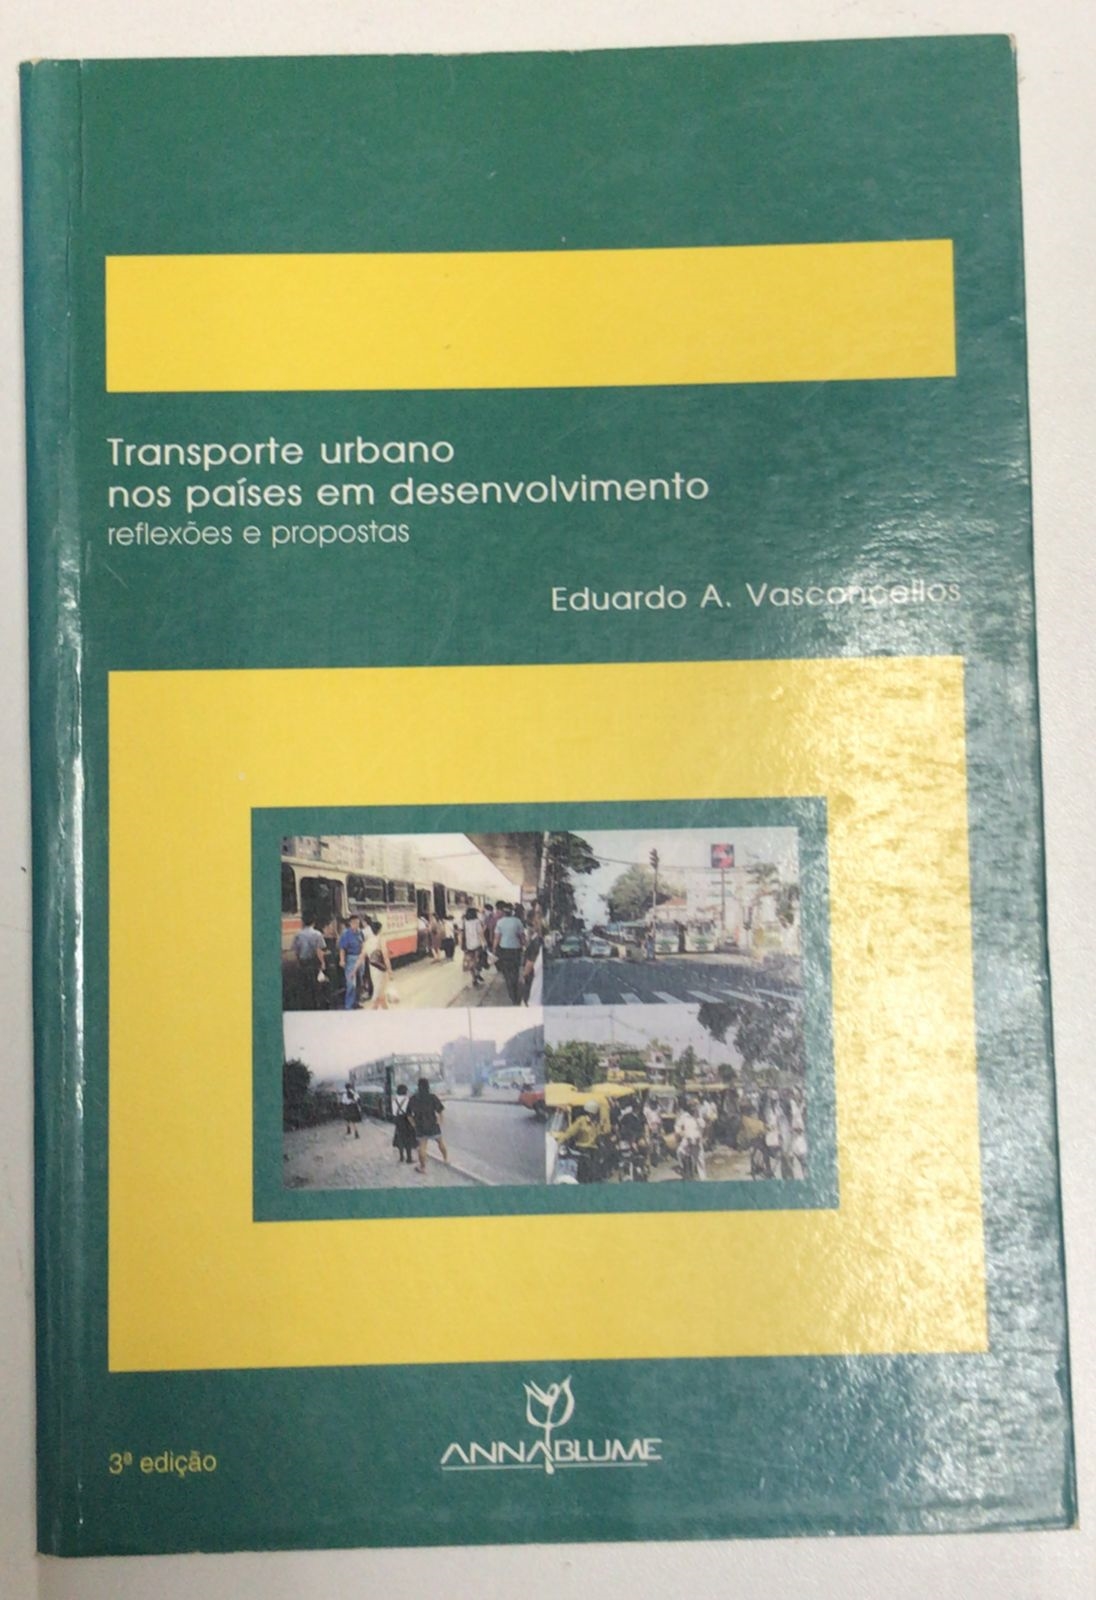 Transporte urbano
nos países em desenvolvimento
reflexões e propostas
Eduardo A. Vasconcellos
3ª edição
ANNABLUME